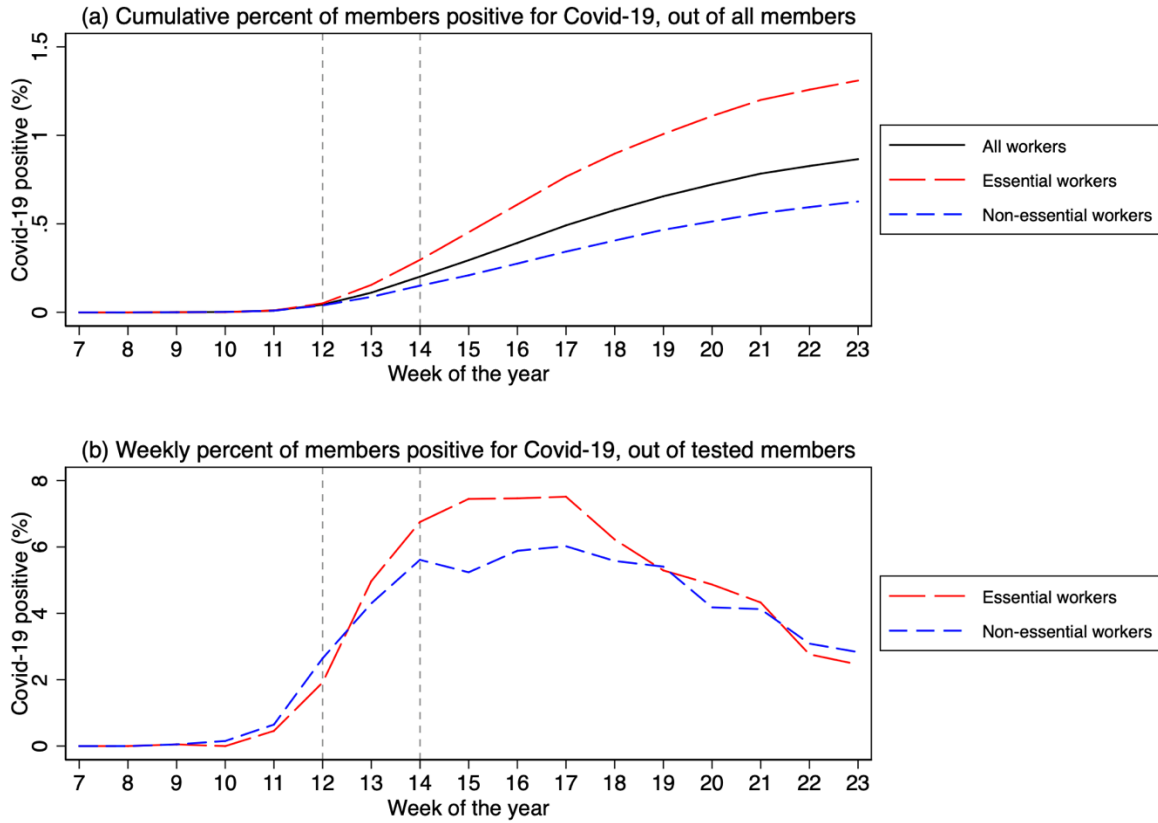 (a) Cumulative percent of members positive for Covid-19, out of all members
Covid-19 positive (%)
1.5
1
.5
0
7 8 9 10 11 12 13 14 15 16 17 18 19 20 21 22 23
Week of the year
All workers
Essential workers
Non-essential workers
(b) Weekly percent of members positive for Covid-19, out of tested members
Covid-19 positive (%)
8
6
4
2
0
7 8 9 10 11 12 13 14 15 16 17 18 19 20 21 22 23
Week of the year
Essential workers
Non-essential workers